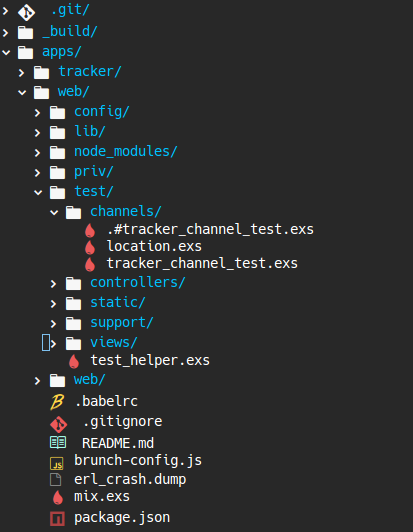 .git/
_build/
apps/
tracker/
web/
config/
lib/
node_modules/
priv/
test/
channels/
.#tracker_channel_test.exs
location.exs
tracker_channel_test.exs
controllers/
static/
support/
views/
test_helper.exs
web/
.babelrc
.gitignore
README.md
brunch-config.js
erl_crash.dump
mix.exs
package.json